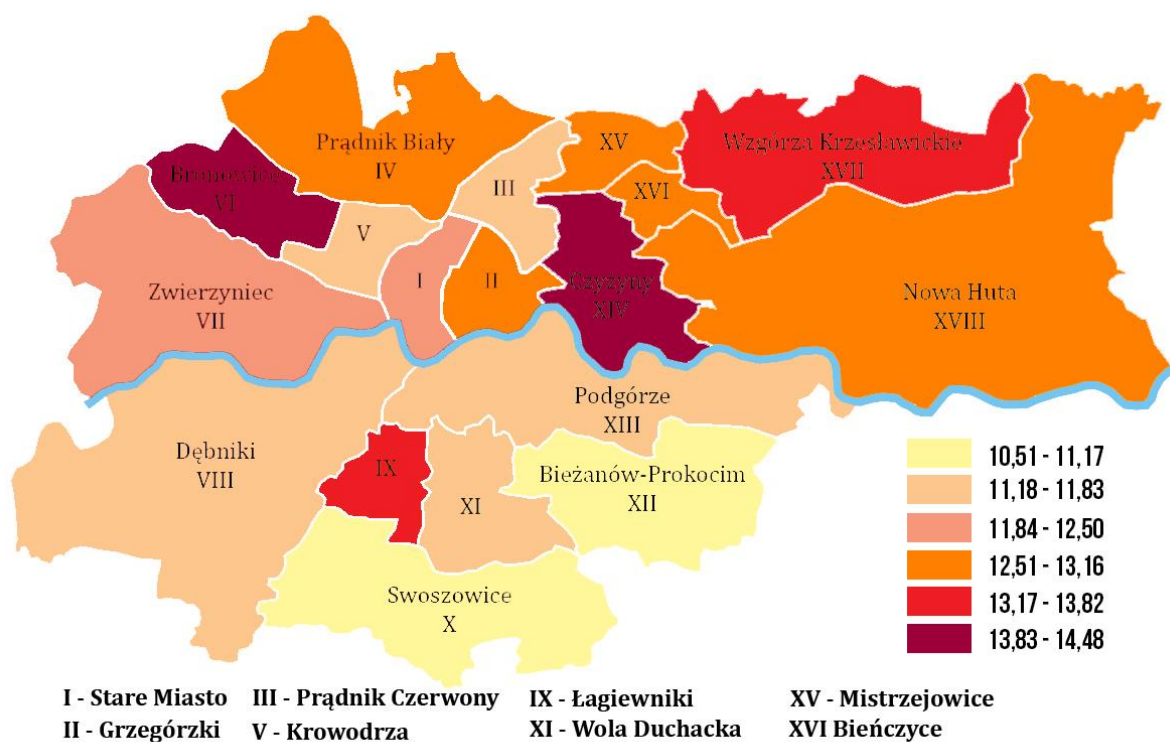 Prądnik Biały
IV
XV
Wzgórza Krzesławickie
XVII
Bronowice
VI
III
XVI
V
I
II
Czyżyny
XIV
Zwierzyniec
VII
Nowa Huta
XVIII
Podgórze
XIII
Dębniki
VIII
IX
XI
Bieżanów-Prokocim
XII
Swoszowice
X
10,51 - 11,17
11,18 - 11,83
11,84 - 12,50
12,51 - 13,16
13,17 - 13,82
13,83 - 14,48
I - Stare Miasto III - Prądnik Czerwony IX - Łagiewniki XV - Mistrzejowice
II - Grzegórzki V - Krowodrza XI - Wola Duchacka XVI Bieńczyce